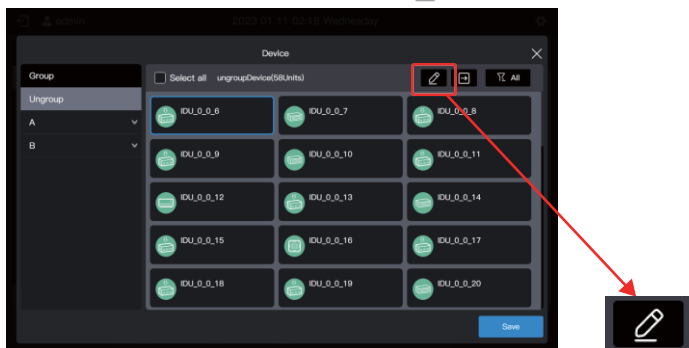 admin 2023 01 11 02:18 Wednesday
Device
Group
Select all ungroupDevice(58Units) All
Ungroup
A
B
IDU_0_0_6 IDU_0_0_7 IDU_0_0_8
IDU_0_0_9 IDU_0_0_10 IDU_0_0_11
IDU_0_0_12 IDU_0_0_13 IDU_0_0_14
IDU_0_0_15 IDU_0_0_16 IDU_0_0_17
IDU_0_0_18 IDU_0_0_19 IDU_0_0_20
Save